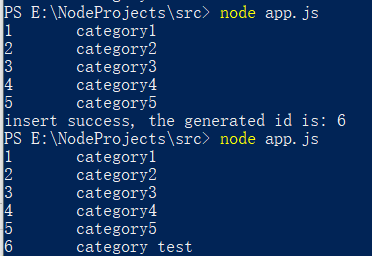 PS E:\NodeProjects\src> node app.js
1 category1
2 category2
3 category3
4 category4
5 category5
insert success, the generated id is: 6
PS E:\NodeProjects\src> node app.js
1 category1
2 category2
3 category3
4 category4
5 category5
6 category test